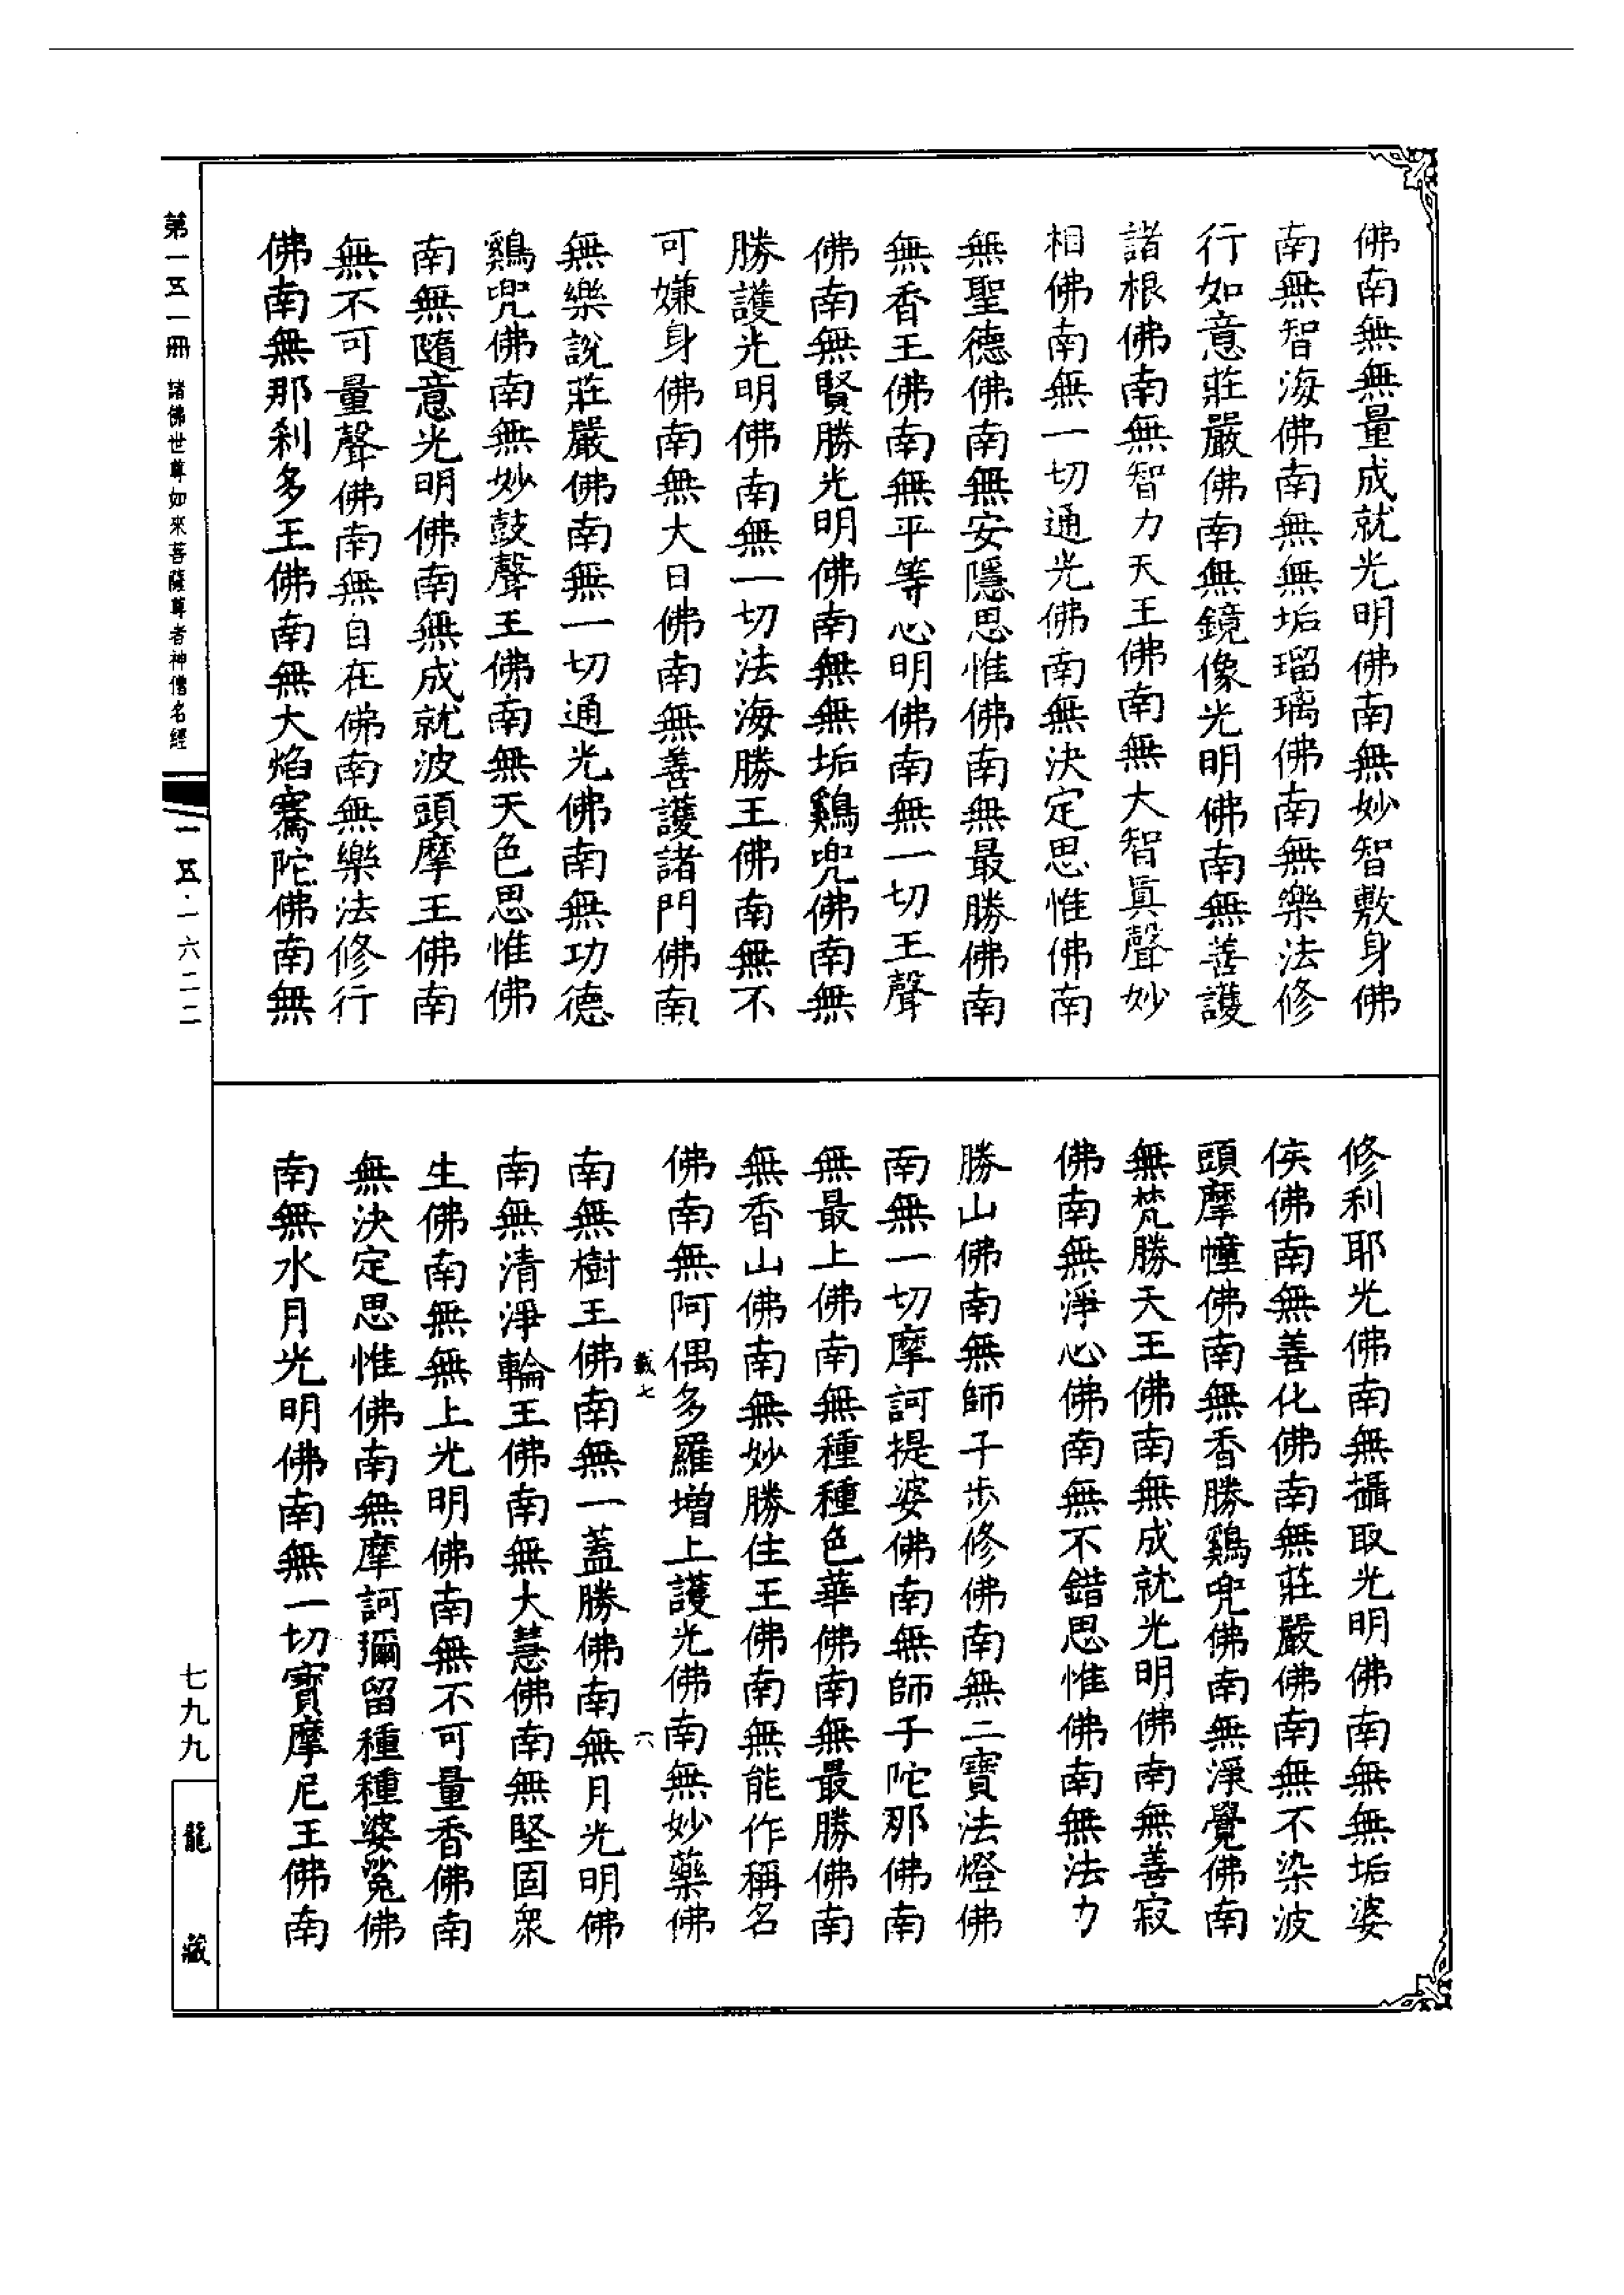 佛南無無量成就光明佛南無妙智敷身佛
南無智海佛南無無垢瑠璃佛南無樂法修
行如意莊嚴佛南無鏡像光明佛南無善護
諸根佛南無智力天王佛南無大智真聲妙
相佛南無一切通光佛南無決定思惟佛南
無聖德佛南無安隱思惟佛南無最勝佛南
無香王佛南無平等心明佛南無一切王聲
佛南無賢勝光明佛南無無垢鷄兜佛南無
勝護光明佛南無一切法海勝王佛南無不
可嫌身佛南無大日佛南無善護諸門佛南
無樂說莊嚴佛南無一切通光佛南無功德
鷄兜佛南無妙鼓聲王佛南無天色思惟佛
南無隨意光明佛南無成就波頭摩王佛南
無不可量聲佛南無自在佛南無樂法修行
佛南無那剎多王佛南無大焰騫陀佛南無
修利耶光佛南無攝取光明佛南無無垢婆
侯佛南無善化佛南無莊嚴佛南無不染波
頭摩幢佛南無香勝鷄兜佛南無淨覺佛南
無梵勝天王佛南無成就光明佛南無善寂
佛南無淨心佛南無不錯思惟佛南無法力
勝山佛南無師子步修佛南無二寶法燈佛
南無一切摩訶提婆佛南無師子陀那佛南
無最上佛南無種種色華佛南無最勝佛南
無香山佛南無妙勝住王佛南無能作稱名
佛南無阿偶多羅增上護光佛南無妙藥佛
載七 六
南無樹王佛南無一蓋勝佛南無月光明佛
南無清淨輪王佛南無大慧佛南無堅固眾
生佛南無無上光明佛南無不可量香佛南
無決定思惟佛南無摩訶彌留種種婆㝹佛
南無水月光明佛南無一切寶摩尼王佛南
第一五一冊 諸佛世尊如來菩薩尊者神僧名經
一五·一六二二
七九九
龍藏